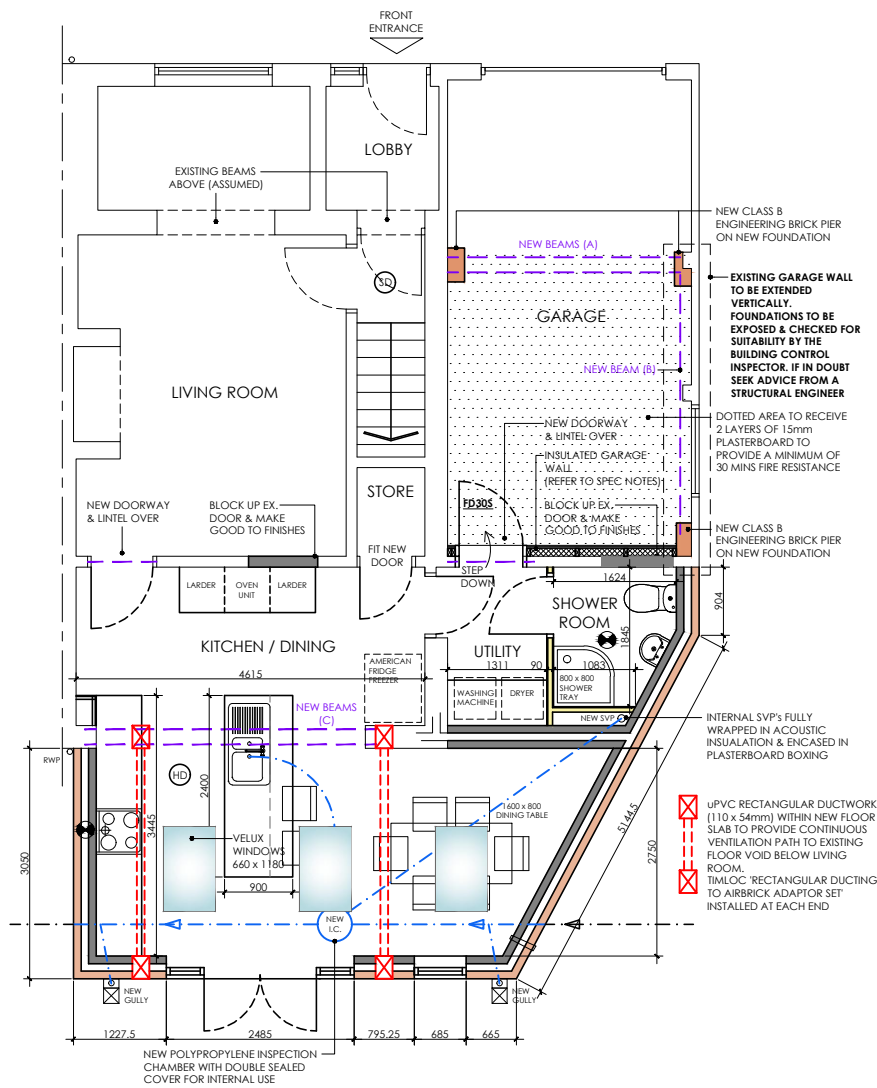 FRONT
ENTRANCE
LOBBY
EXISTING BEAMS
ABOVE (ASSUMED)
NEW CLASS B
ENGINEERING BRICK PIER
ON NEW FOUNDATION
NEW BEAMS (A)
SD
EXISTING GARAGE WALL
TO BE EXTENDED
VERTICALLY.
FOUNDATIONS TO BE
EXPOSED & CHECKED FOR
SUITABILITY BY THE
BUILDING CONTROL
INSPECTOR. IF IN DOUBT
SEEK ADVICE FROM A
STRUCTURAL ENGINEER
GARAGE
NEW BEAM (B)
LIVING ROOM
DOTTED AREA TO RECEIVE
2 LAYERS OF 15mm
PLASTERBOARD TO
PROVIDE A MINIMUM OF
30 MINS FIRE RESISTANCE
NEW DOORWAY
& LINTEL OVER
INSULATED GARAGE
WALL
(REFER TO SPEC NOTES)
BLOCK UP EX.
DOOR & MAKE
GOOD TO FINISHES
STORE
FD30S
NEW DOORWAY
& LINTEL OVER
BLOCK UP EX.
DOOR & MAKE
GOOD TO FINISHES
NEW CLASS B
ENGINEERING BRICK PIER
ON NEW FOUNDATION
FIT NEW
DOOR
STEP
DOWN
LARDER
OVEN
UNIT
LARDER
1624
904
SHOWER
ROOM
1845
KITCHEN / DINING
UTILITY
4615
AMERICAN
FRIDGE
FREEZER
1311
90
1083
800 x 800
SHOWER
TRAY
WASHING
MACHINE
DRYER
NEW SVP
NEW BEAMS
(C)
INTERNAL SVP's FULLY
WRAPPED IN ACOUSTIC
INSUALATION & ENCASED IN
PLASTERBOARD BOXING
RWP
HD
2400
3445
1600 x 800
DINING TABLE
5144.5
2750
3050
VELUX
WINDOWS
660 x 1180
900
uPVC RECTANGULAR DUCTWORK
(110 x 54mm) WITHIN NEW FLOOR
SLAB TO PROVIDE CONTINUOUS
VENTILATION PATH TO EXISTING
FLOOR VOID BELOW LIVING
ROOM.
TIMLOC 'RECTANGULAR DUCTING
TO AIRBRICK ADAPTOR SET'
INSTALLED AT EACH END
NEW
I.C.
NEW
GULLY
NEW
GULLY
1227.5
2485
795.25
685
665
NEW POLYPROPYLENE INSPECTION
CHAMBER WITH DOUBLE SEALED
COVER FOR INTERNAL USE